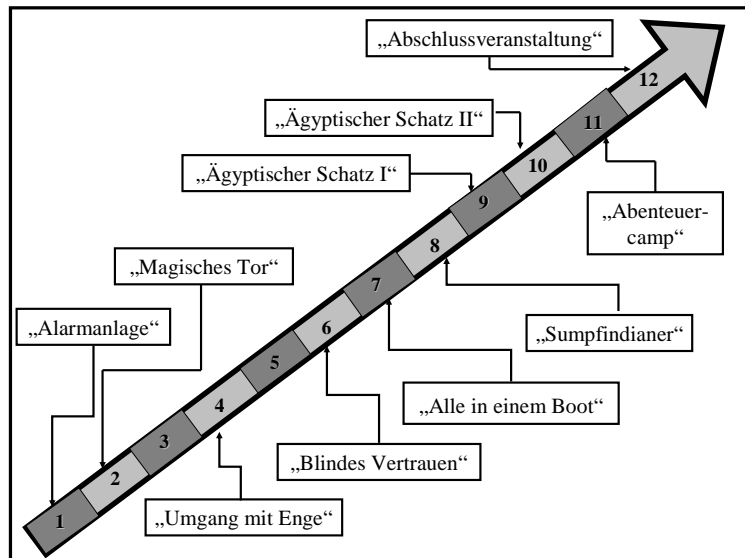 „Abschlussveranstaltung“
12
„Ägyptischer Schatz II“
11
10
„Ägyptischer Schatz I“
9
„Abenteuer-
camp“
8
„Magisches Tor“
7
„Alarmanlage“
6
„Sumpfindianer“
5
„Alle in einem Boot“
4
3
„Blindes Vertrauen“
2
„Umgang mit Enge“
1